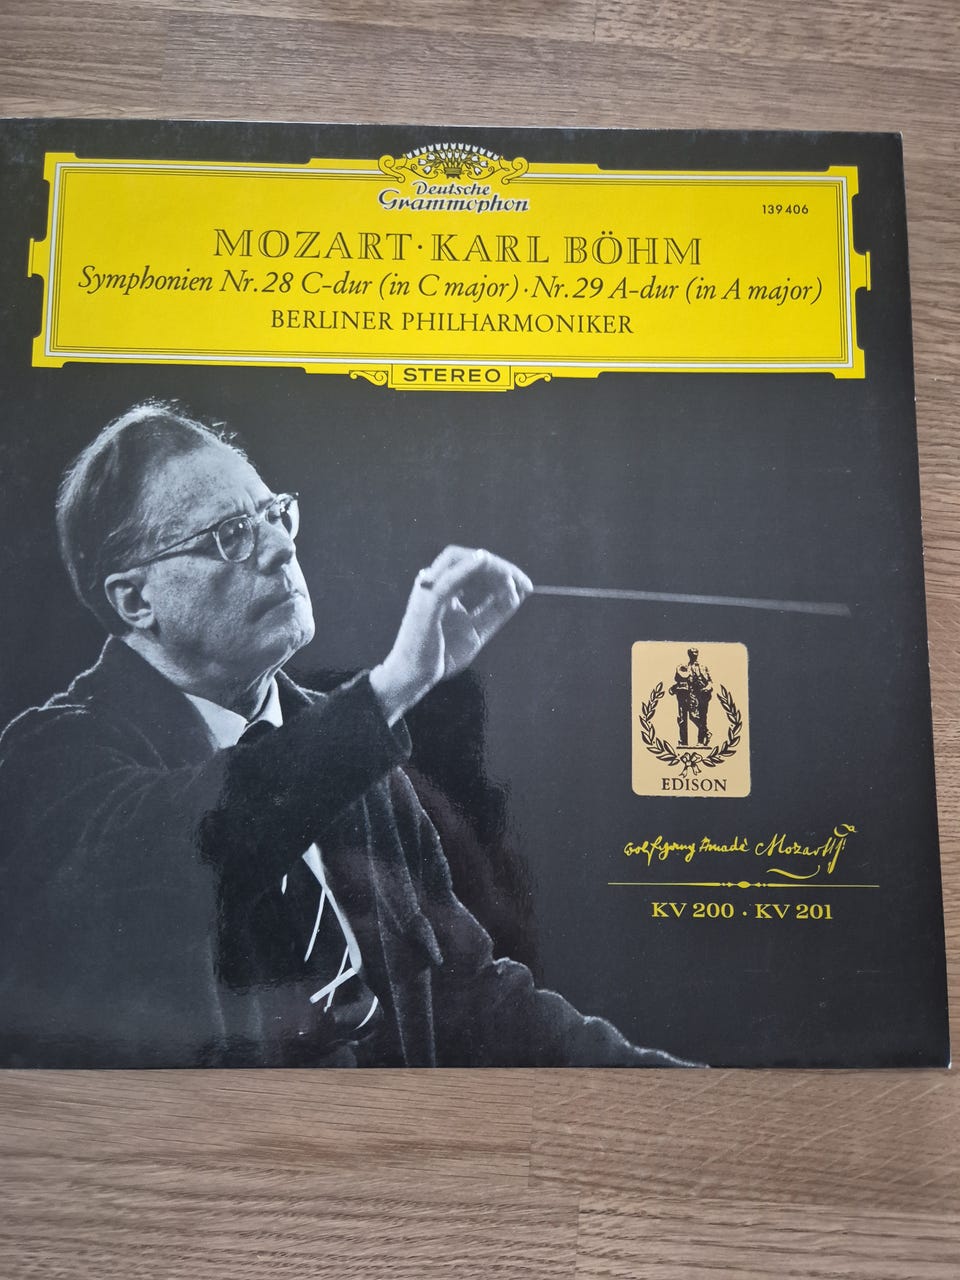 Deutsche
Grammophon
139 406
MOZART · KARL BÖHM
Symphonien Nr. 28 C-dur (in C major) · Nr. 29 A-dur (in A major)
BERLINER PHILHARMONIKER
STEREO
EDISON
Wolfgang Amadè Mozart
KV 200 · KV 201